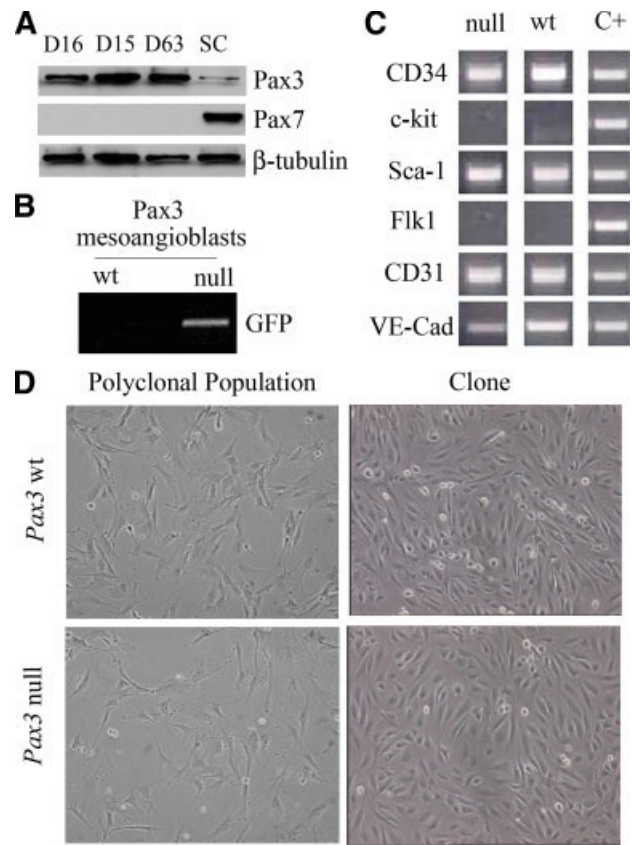 A
D16 D15 D63 SC
Pax3
Pax7
β-tubulin
B
Pax3
mesoangioblasts
wt null
GFP
C
null wt C+
CD34
c-kit
Sca-1
Flk1
CD31
VE-Cad
D
Polyclonal Population Clone
Pax3 wt
Pax3 null